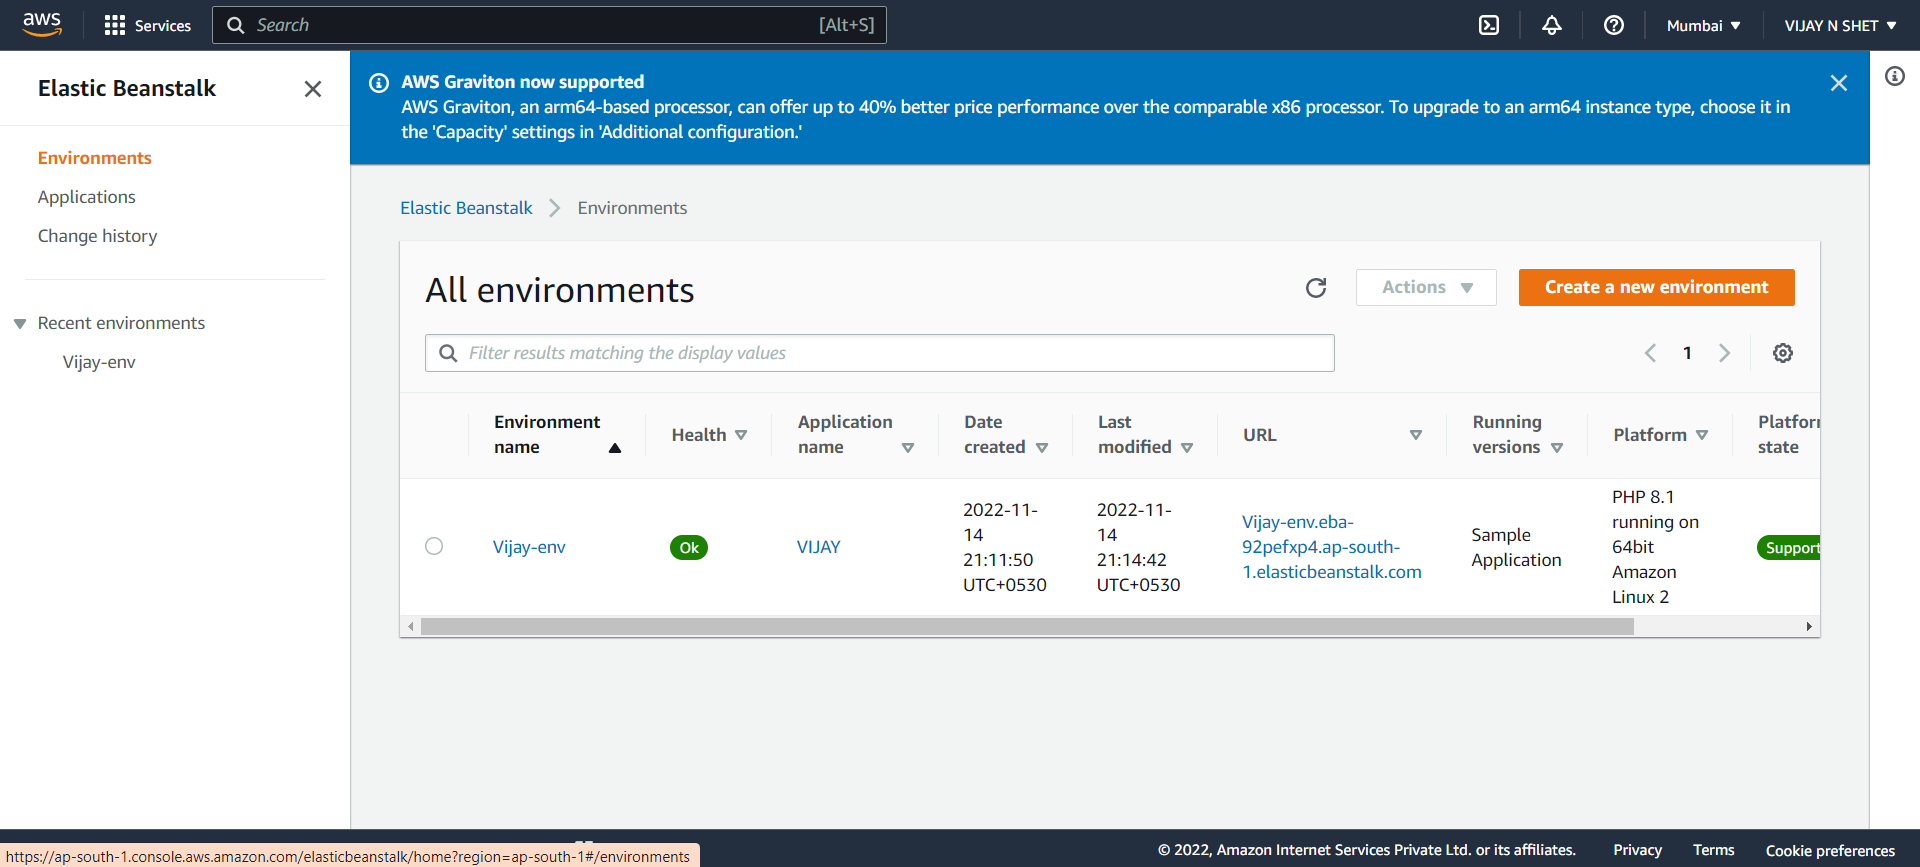 aws
Services
Search
[Alt+S]
Mumbai
VIJAY N SHET
Elastic Beanstalk
Environments
Applications
Change history
Recent environments
Vijay-env
AWS Graviton now supported
AWS Graviton, an arm64-based processor, can offer up to 40% better price performance over the comparable x86 processor. To upgrade to an arm64 instance type, choose it in
the 'Capacity' settings in 'Additional configuration.'
Elastic Beanstalk
Environments
All environments
Actions
Create a new environment
Filter results matching the display values
1
Environment
name
Health
Application
name
Date
created
Last
modified
URL
Running
versions
Platform
Platfor
state
Vijay-env
Ok
VIJAY
2022-11-
14
21:11:50
UTC+0530
2022-11-
14
21:14:42
UTC+0530
Vijay-env.eba-
92pefxp4.ap-south-
1.elasticbeanstalk.com
Sample
Application
PHP 8.1
running on
64bit
Amazon
Linux 2
Support
https://ap-south-1.console.aws.amazon.com/elasticbeanstalk/home?region=ap-south-1#/environments
© 2022, Amazon Internet Services Private Ltd. or its affiliates.
Privacy
Terms
Cookie preferences